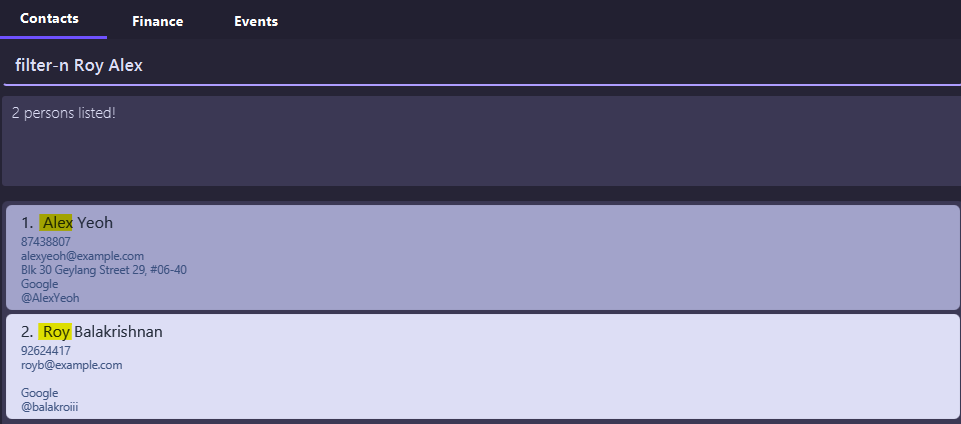 Contacts Finance Events
filter-n Roy Alex
2 persons listed!
1. Alex Yeoh
87438807
alexyeoh@example.com
Blk 30 Geylang Street 29, #06-40
Google
@AlexYeoh
2. Roy Balakrishnan
92624417
royb@example.com
Google
@balakroiii